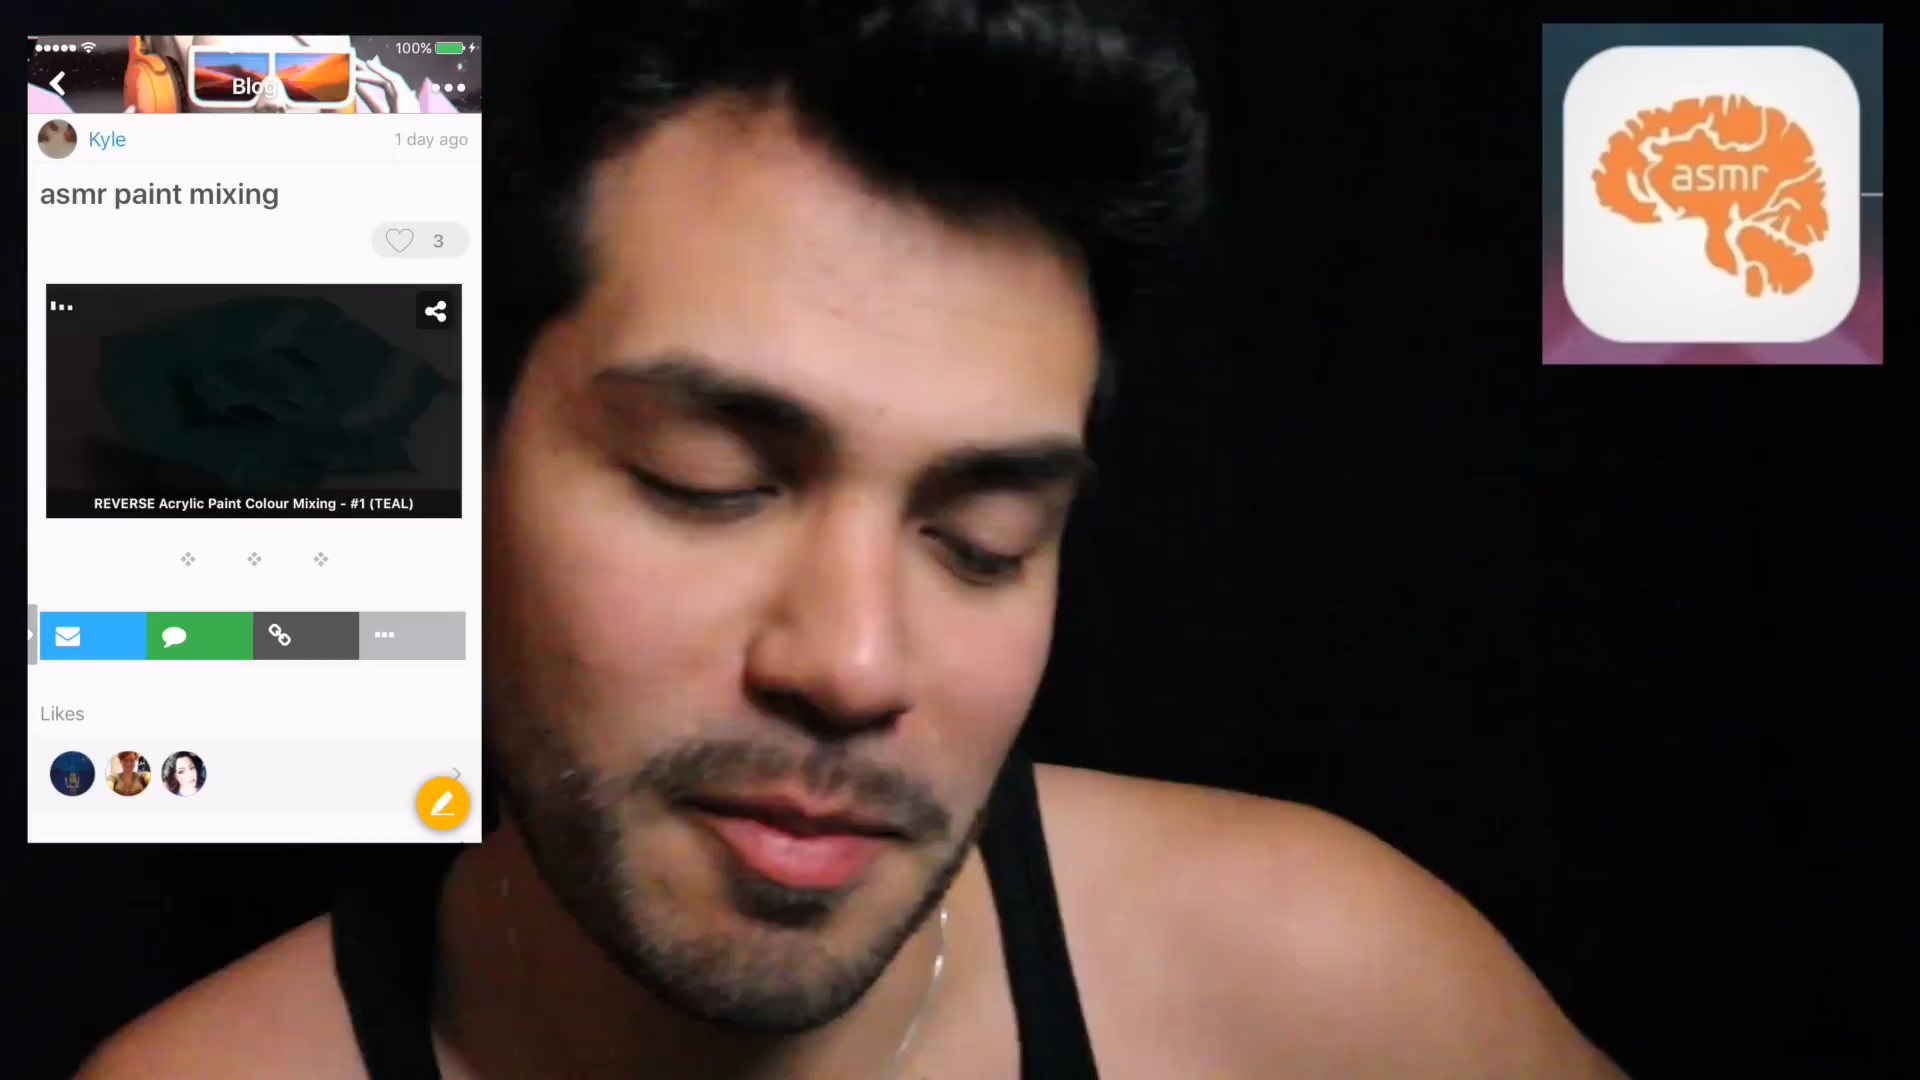 100%
Blog
Kyle
1 day ago
asmr paint mixing
3
REVERSE Acrylic Paint Colour Mixing - #1 (TEAL)
Likes
asmr